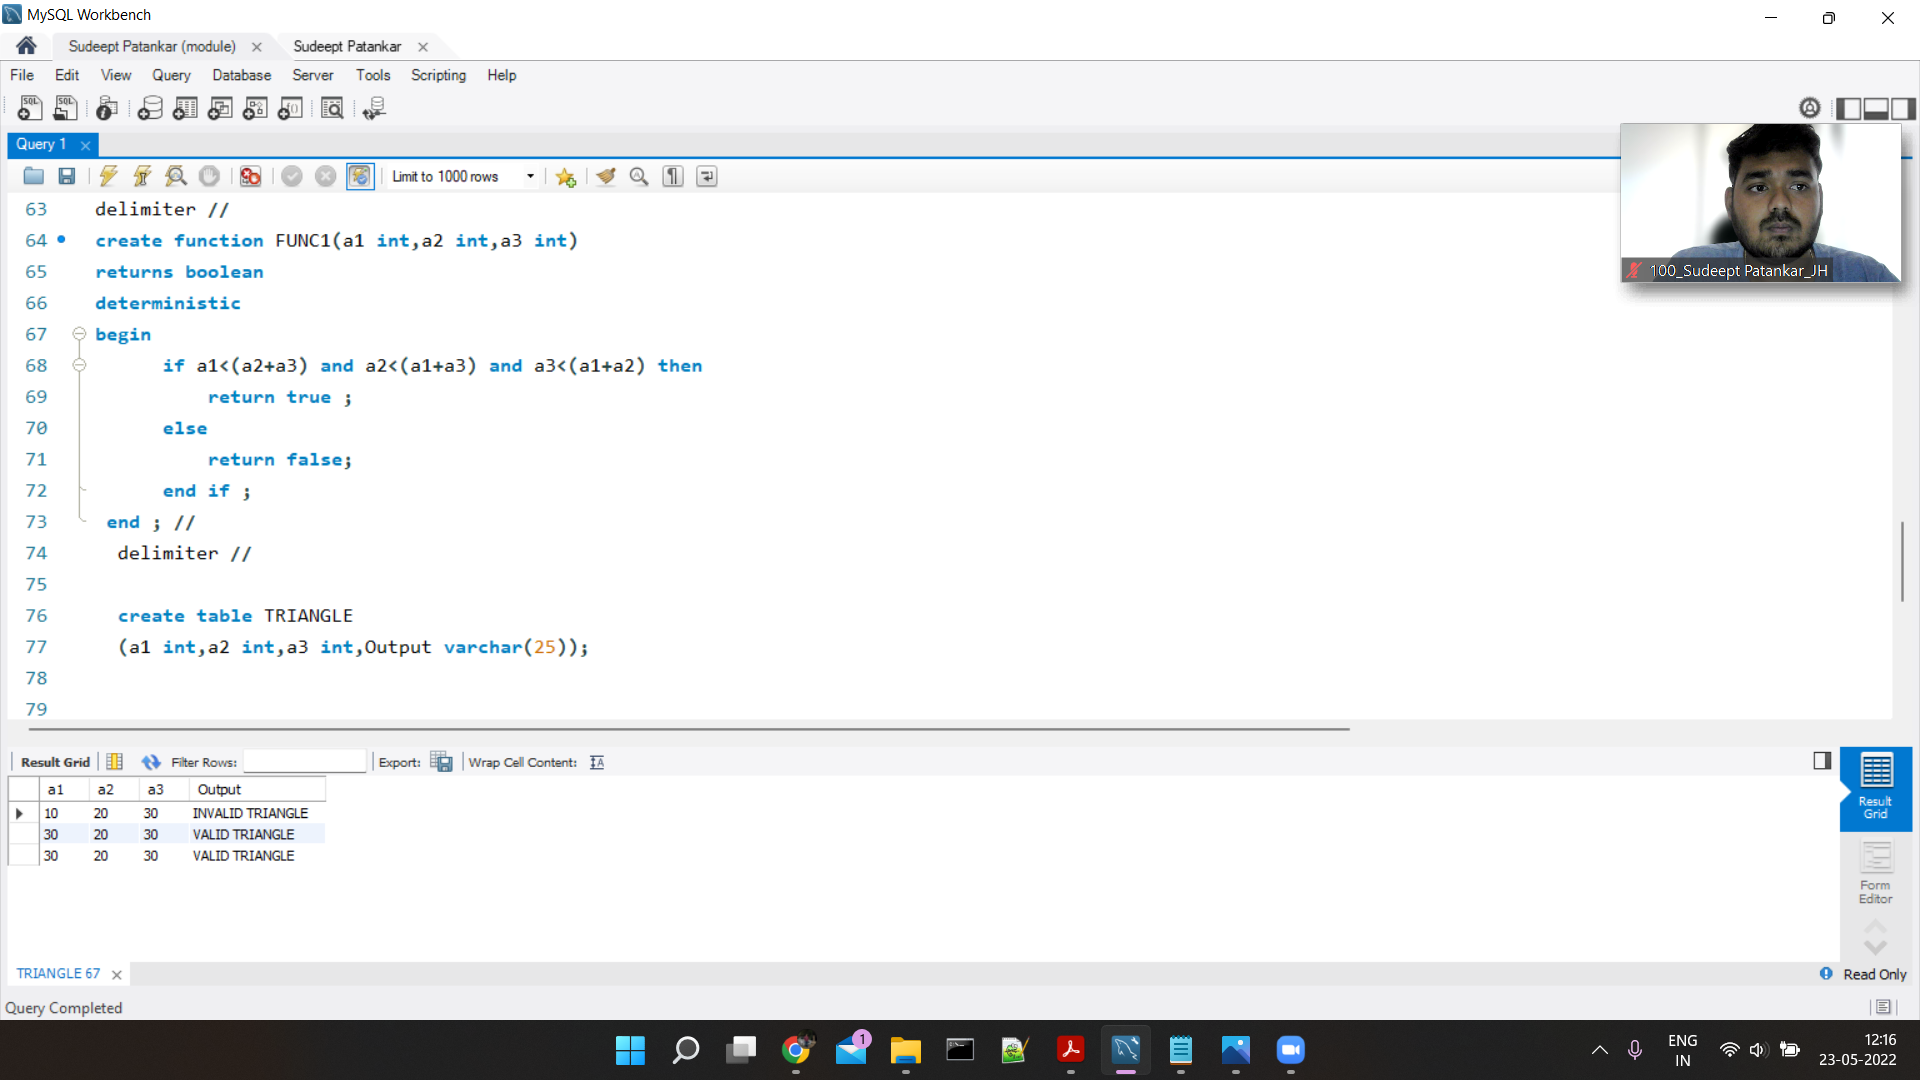 MySQL Workbench
Sudeept Patankar (module)
Sudeept Patankar
File Edit View Query Database Server Tools Scripting Help
Query 1
Limit to 1000 rows
63 delimiter //
64 create function FUNC1(a1 int,a2 int,a3 int)
65 returns boolean
66 deterministic
67 begin
68 if a1<(a2+a3) and a2<(a1+a3) and a3<(a1+a2) then
69 return true ;
70 else
71 return false;
72 end if ;
73 end ; //
74 delimiter //
75
76 create table TRIANGLE
77 (a1 int,a2 int,a3 int,Output varchar(25));
78
79
100_Sudeept Patankar_JH
Result Grid Filter Rows: Export: Wrap Cell Content:
a1 a2 a3 Output
10 20 30 INVALID TRIANGLE
30 20 30 VALID TRIANGLE
30 20 30 VALID TRIANGLE
Result
Grid
Form
Editor
TRIANGLE 67
Read Only
Query Completed
1
ENG
IN
12:16
23-05-2022